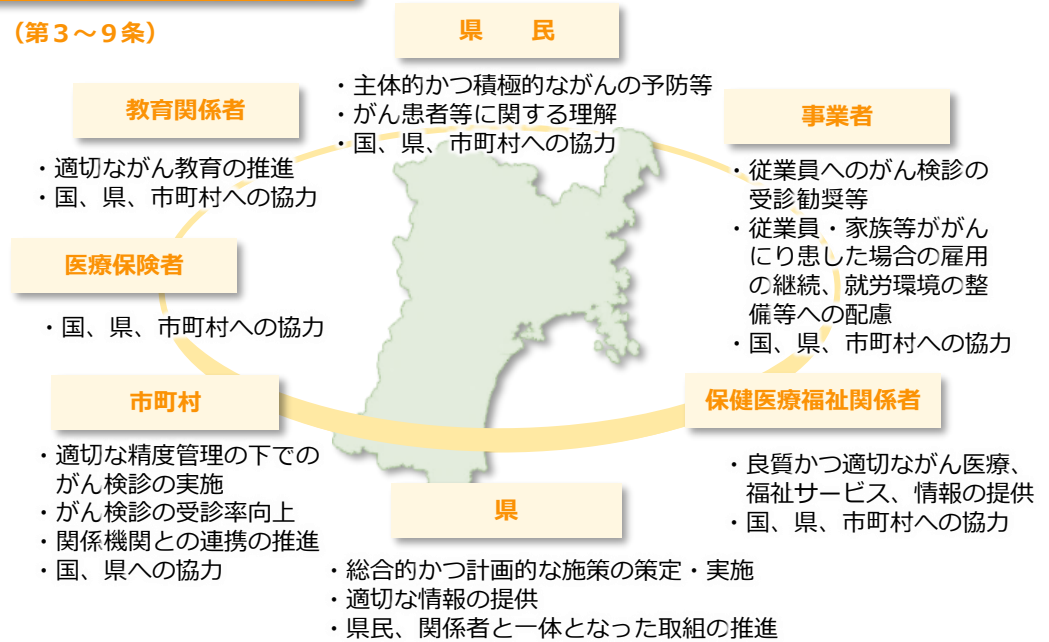 （第３～９条）
県　民
・主体的かつ積極的ながんの予防等
・がん患者等に関する理解
・国、県、市町村への協力
教育関係者
・適切ながん教育の推進
・国、県、市町村への協力
事業者
・従業員へのがん検診の
受診勧奨等
・従業員・家族等ががん
にり患した場合の雇用
の継続、就労環境の整
備等への配慮
・国、県、市町村への協力
医療保険者
・国、県、市町村への協力
市町村
・適切な精度管理の下での
がん検診の実施
・がん検診の受診率向上
・関係機関との連携の推進
・国、県への協力
保健医療福祉関係者
・良質かつ適切ながん医療、
福祉サービス、情報の提供
・国、県、市町村への協力
県
・総合的かつ計画的な施策の策定・実施
・適切な情報の提供
・県民、関係者と一体となった取組の推進